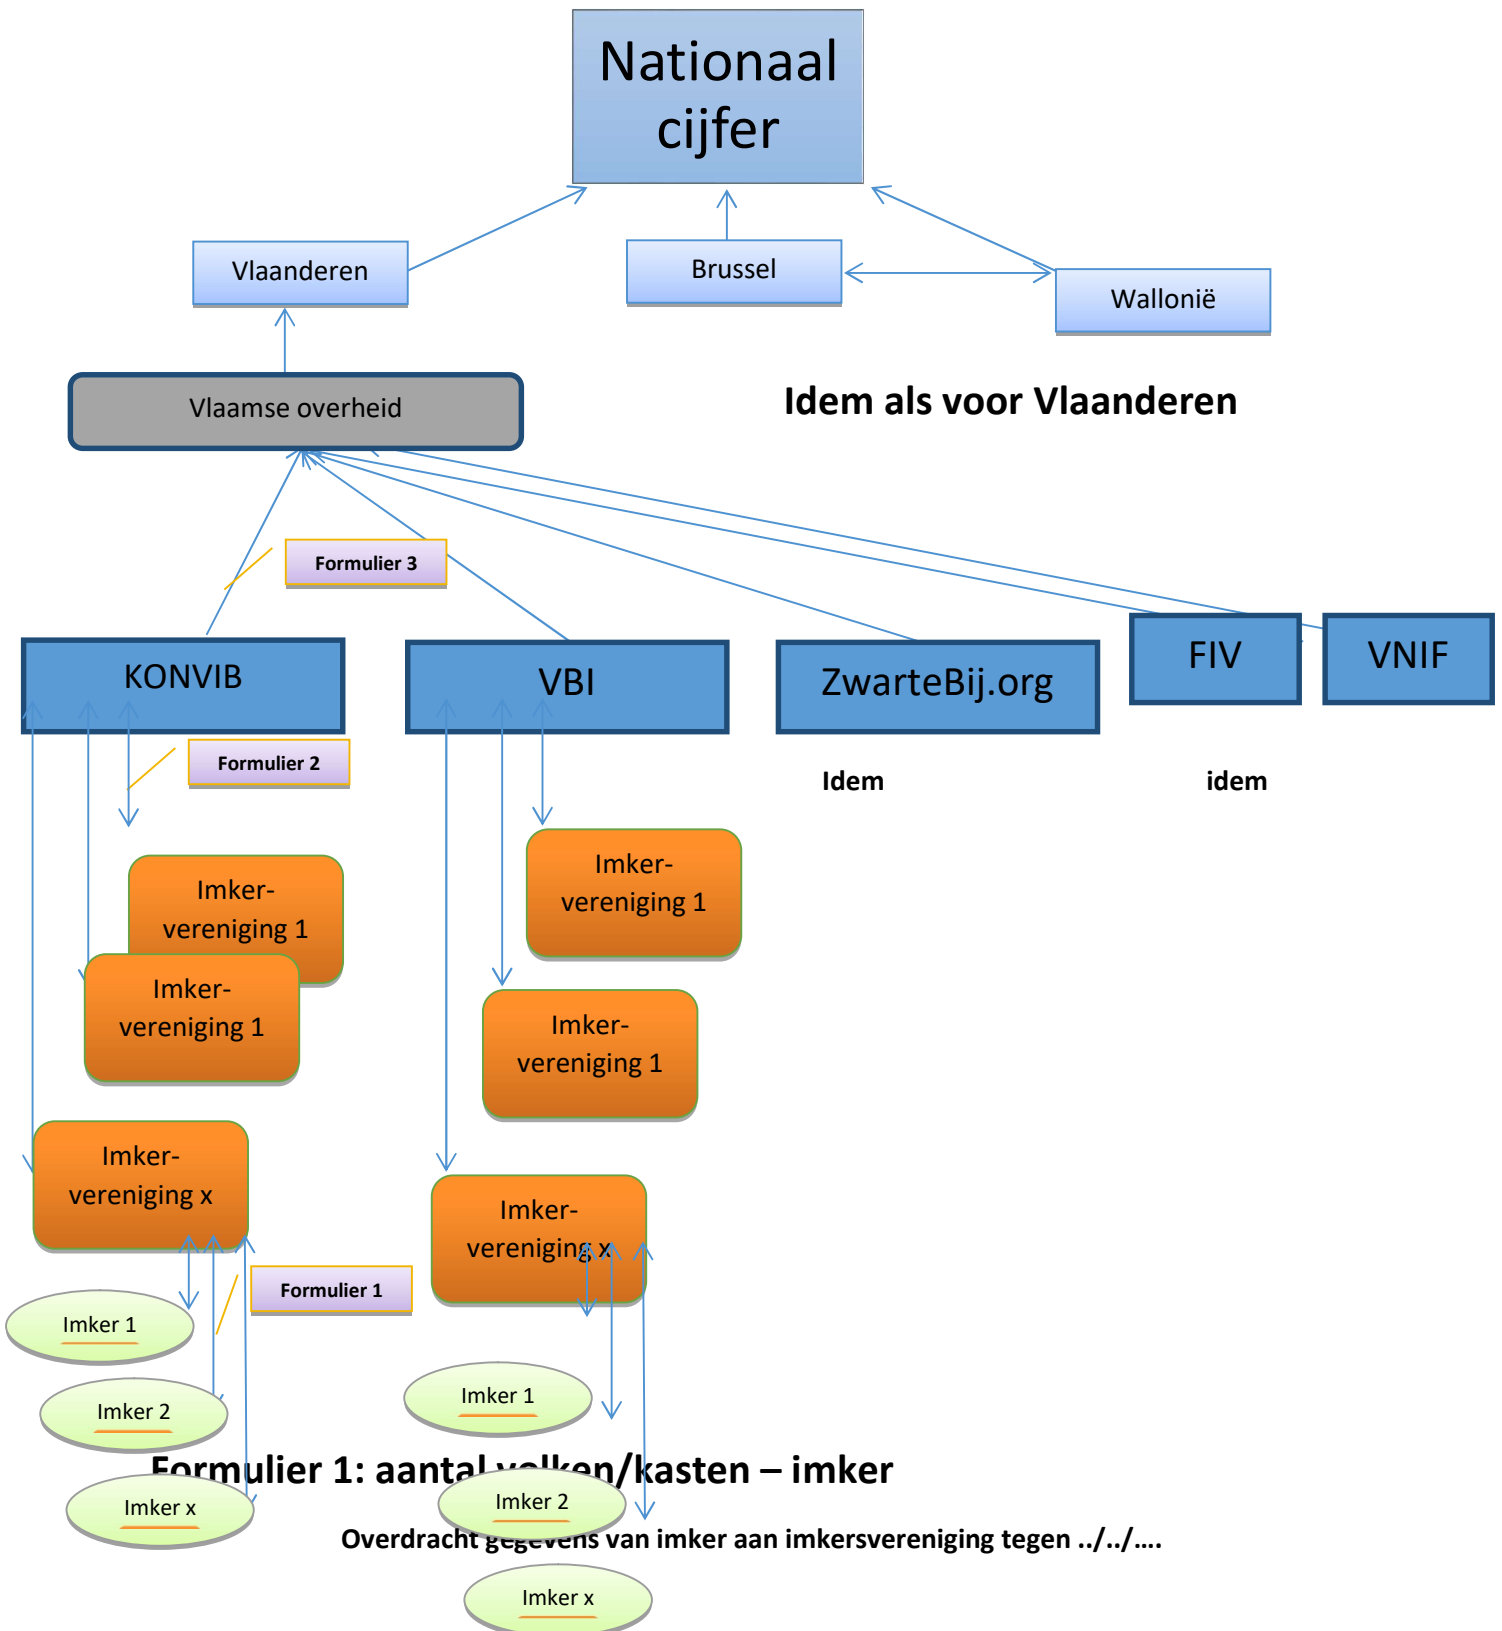 Nationaal
cijfer
Vlaanderen
Brussel
Wallonië
Vlaamse overheid
Idem als voor Vlaanderen
Formulier 3
KONVIB
VBI
ZwarteBij.org
FIV
VNIF
Formulier 2
Idem
idem
Imker-
vereniging 1
Imker-
vereniging 1
Imker-
vereniging 1
Imker-
vereniging 1
Imker-
vereniging x
Imker-
vereniging x
Formulier 1
Imker 1
Imker 2
Imker x
Imker 1
Imker 2
Imker x
Formulier 1: aantal volken/kasten – imker
Overdracht gegevens van imker aan imkersvereniging tegen ../../....